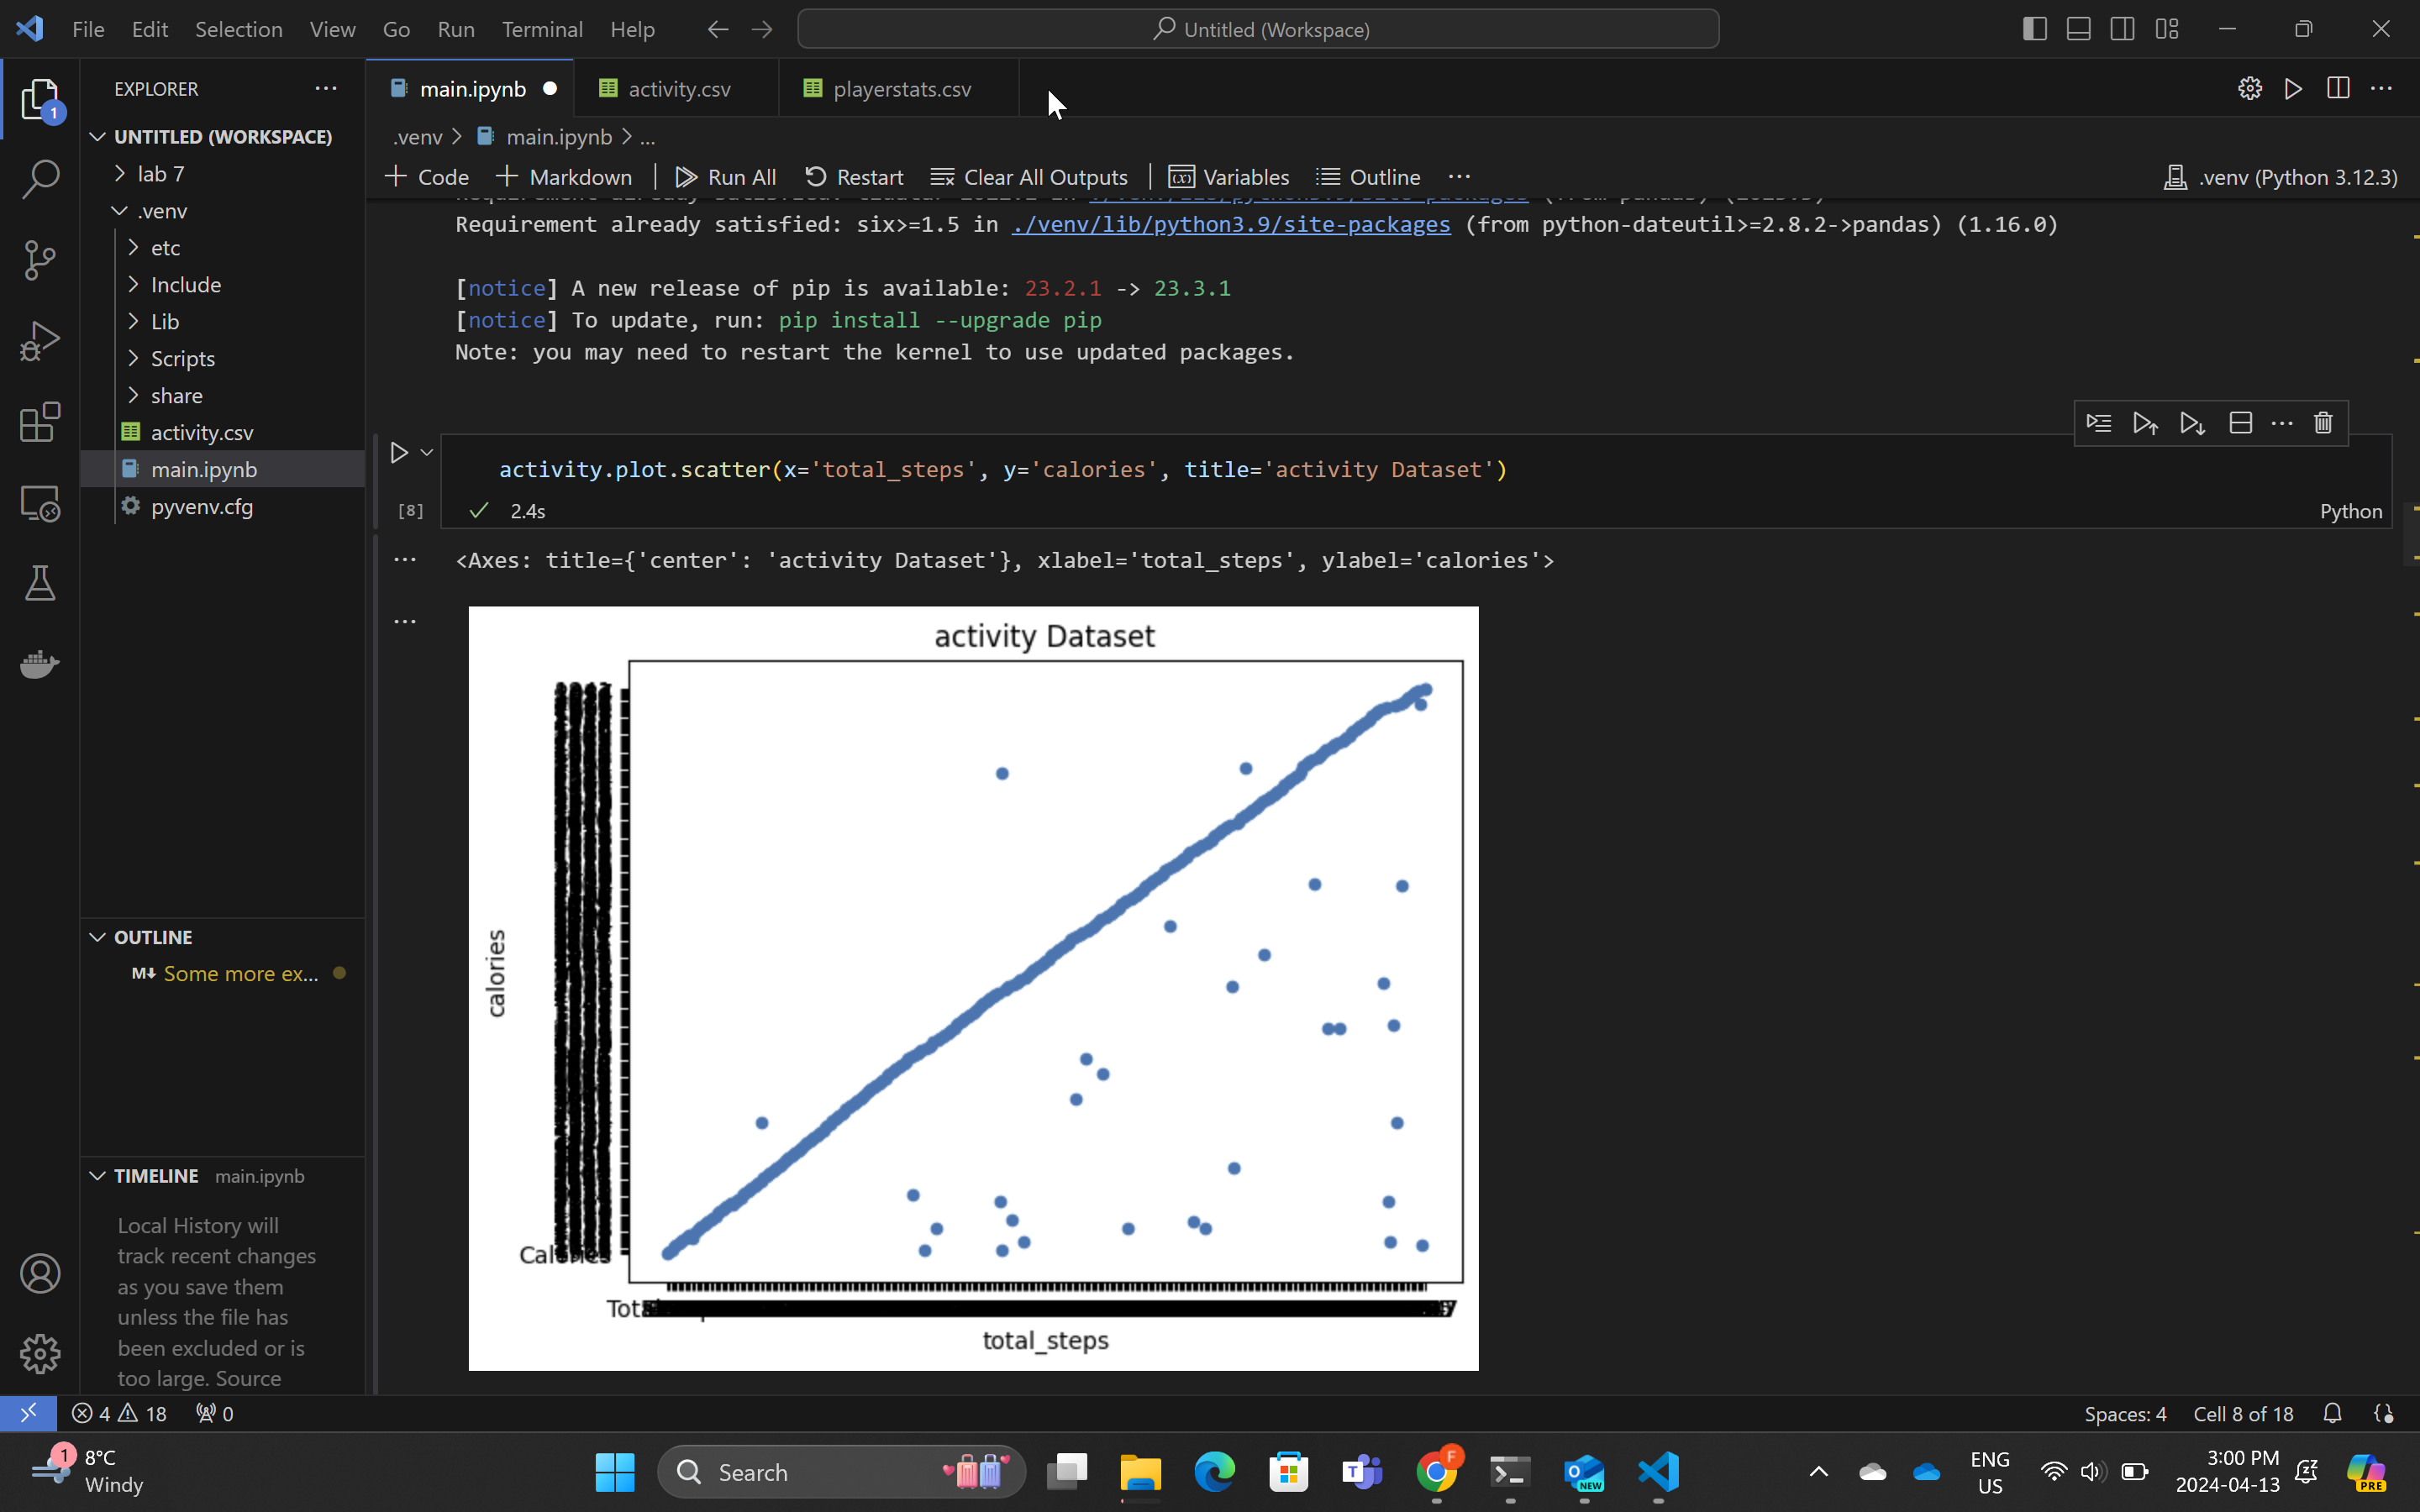 File Edit Selection View Go Run Terminal Help
Untitled (Workspace)
EXPLORER
main.ipynb
activity.csv
playerstats.csv
1
UNTITLED (WORKSPACE)
lab 7
.venv
etc
Include
Lib
Scripts
share
activity.csv
main.ipynb
pyvenv.cfg
.venv > main.ipynb > ...
Code Markdown Run All Restart Clear All Outputs Variables Outline ...
.venv (Python 3.12.3)
Requirement already satisfied: six>=1.5 in ./venv/lib/python3.9/site-packages (from python-dateutil>=2.8.2->pandas) (1.16.0)
[notice] A new release of pip is available: 23.2.1 -> 23.3.1
[notice] To update, run: pip install --upgrade pip
Note: you may need to restart the kernel to use updated packages.
activity.plot.scatter(x='total_steps', y='calories', title='activity Dataset')
[8]
2.4s
Python
<Axes: title={'center': 'activity Dataset'}, xlabel='total_steps', ylabel='calories'>
activity Dataset
calories
total_steps
OUTLINE
Some more ex...
TIMELINE main.ipynb
Local History will
track recent changes
as you save them
unless the file has
been excluded or is
too large. Source
4 18 0
Spaces: 4 Cell 8 of 18
1
8°C
Windy
Search
NEW
ENG
US
3:00 PM
2024-04-13
PRE